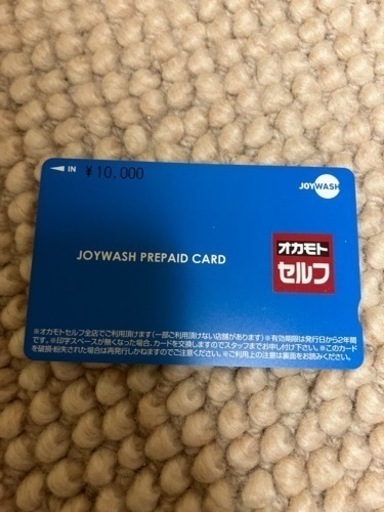 ◀ IN ¥10,000
JOYWASH
JOYWASH PREPAID CARD
オカモト
セルフ
※オカモトセルフ全店でご利用頂けます(一部ご利用頂けない店舗があります)※有効期限は発行日から2年間
です。※印字スペースが無くなった場合、カードを交換しますのでスタッフまでお申し付け下さい。※このカード
を破損・粉失された場合は再発行しかねますのでご注意ください。※ご利用上の注意は裏面をお読みください。